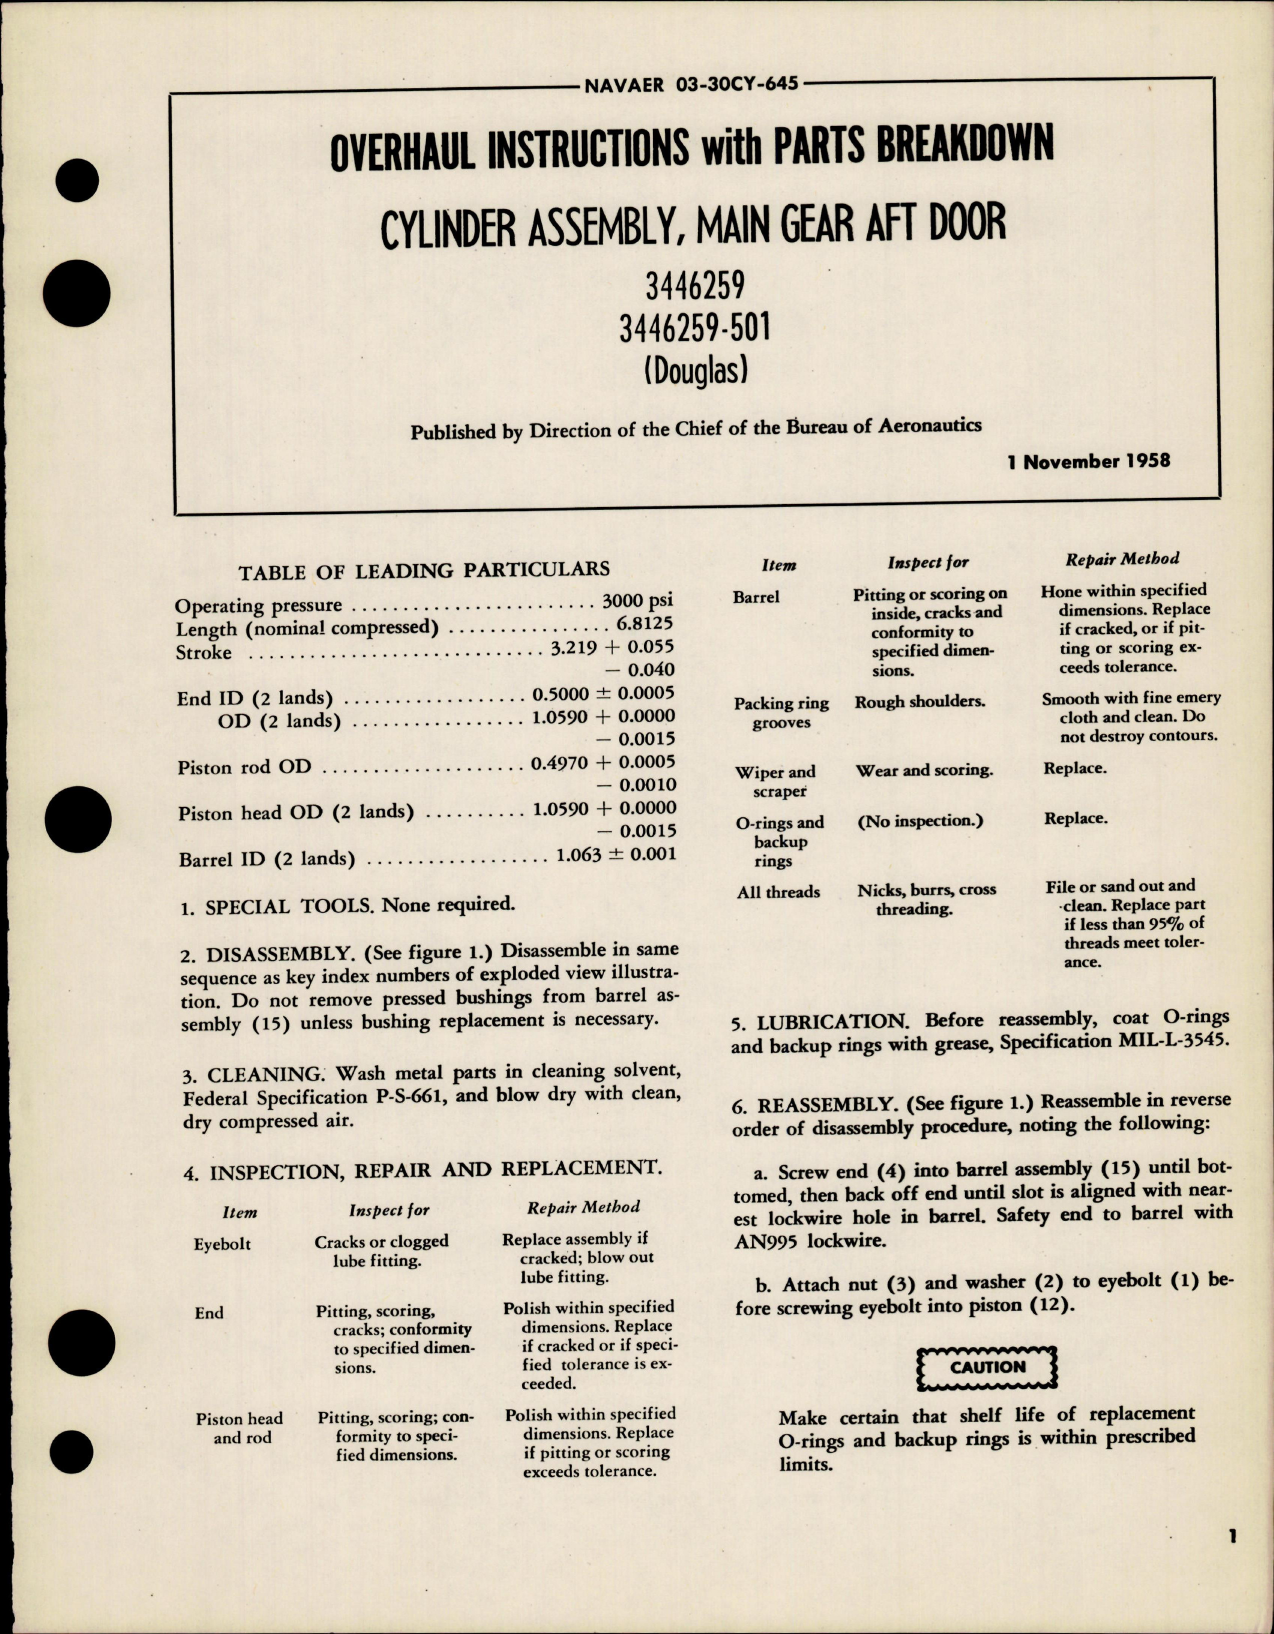 NAVAER 03-30CY-645
OVERHAUL INSTRUCTIONS with PARTS BREAKDOWN
CYLINDER ASSEMBLY, MAIN GEAR AFT DOOR
3446259
3446259-501
(Douglas)
Published by Direction of the Chief of the Bureau of Aeronautics
1 November 1958
TABLE OF LEADING PARTICULARS
Operating pressure ........................ 3000 psi
Length (nominal compressed) ................ 6.8125
Stroke ............................. 3.219 + 0.055
— 0.040
End ID (2 lands) .................. 0.5000 ± 0.0005
OD (2 lands) ................. 1.0590 + 0.0000
— 0.0015
Piston rod OD .................... 0.4970 + 0.0005
— 0.0010
Piston head OD (2 lands) .......... 1.0590 + 0.0000
— 0.0015
Barrel ID (2 lands) .................. 1.063 ± 0.001
1. SPECIAL TOOLS. None required.
2. DISASSEMBLY. (See figure 1.) Disassemble in same
sequence as key index numbers of exploded view illustra-
tion. Do not remove pressed bushings from barrel as-
sembly (15) unless bushing replacement is necessary.
3. CLEANING. Wash metal parts in cleaning solvent,
Federal Specification P-S-661, and blow dry with clean,
dry compressed air.
4. INSPECTION, REPAIR AND REPLACEMENT.
Item Inspect for Repair Method
Eyebolt Cracks or clogged Replace assembly if
lube fitting. cracked; blow out
lube fitting.
End Pitting, scoring, Polish within specified
cracks; conformity dimensions. Replace
to specified dimen- if cracked or if speci-
sions. fied tolerance is ex-
ceeded.
Piston head Pitting, scoring; con- Polish within specified
and rod formity to speci- dimensions. Replace
fied dimensions. if pitting or scoring
exceeds tolerance.
Item Inspect for Repair Method
Barrel Pitting or scoring on Hone within specified
inside, cracks and dimensions. Replace
conformity to if cracked, or if pit-
specified dimen- ting or scoring ex-
sions. ceeds tolerance.
Packing ring Rough shoulders. Smooth with fine emery
grooves cloth and clean. Do
not destroy contours.
Wiper and Wear and scoring. Replace.
scraper
O-rings and (No inspection.) Replace.
backup
rings
All threads Nicks, burrs, cross File or sand out and
threading. clean. Replace part
if less than 95% of
threads meet toler-
ance.
5. LUBRICATION. Before reassembly, coat O-rings
and backup rings with grease, Specification MIL-L-3545.
6. REASSEMBLY. (See figure 1.) Reassemble in reverse
order of disassembly procedure, noting the following:
a. Screw end (4) into barrel assembly (15) until bot-
tomed, then back off end until slot is aligned with near-
est lockwire hole in barrel. Safety end to barrel with
AN995 lockwire.
b. Attach nut (3) and washer (2) to eyebolt (1) be-
fore screwing eyebolt into piston (12).
CAUTION
Make certain that shelf life of replacement
O-rings and backup rings is within prescribed
limits.
1